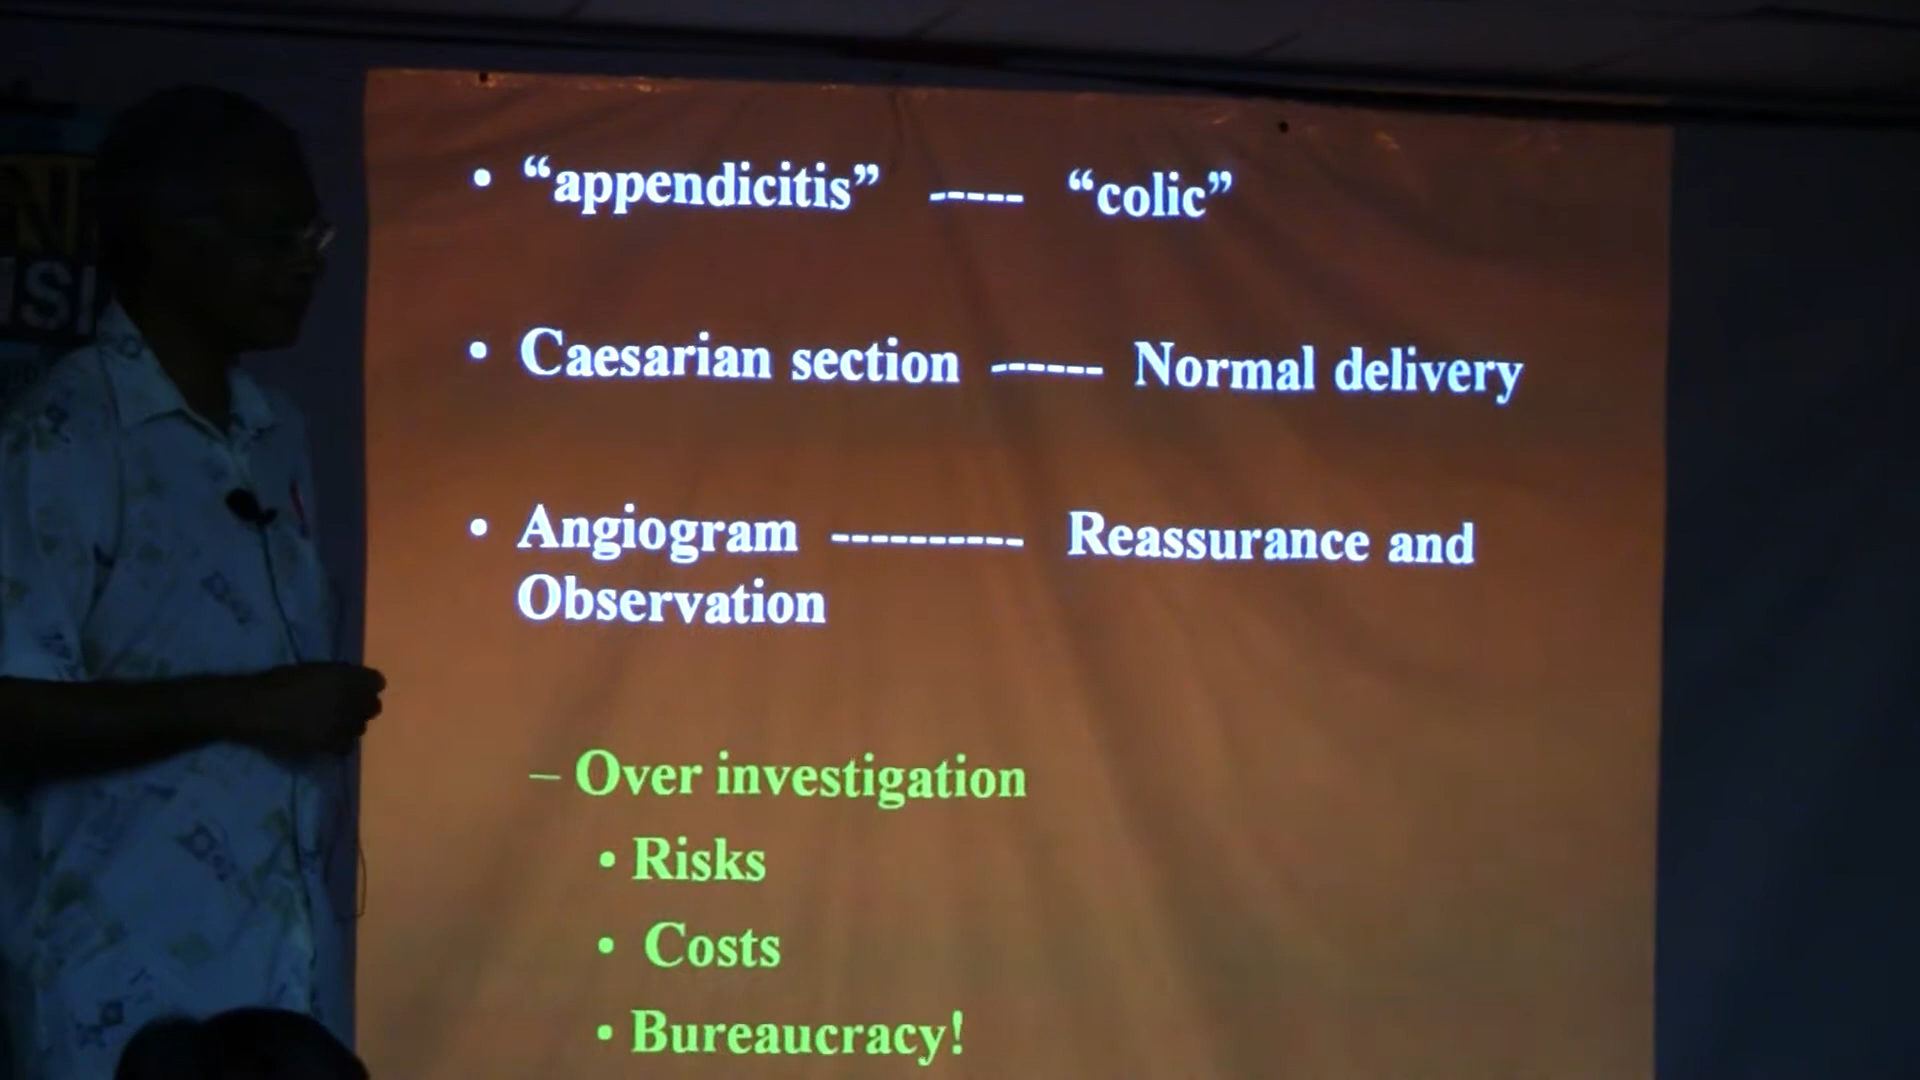 • “appendicitis” ----- “colic”
• Caesarian section ------ Normal delivery
• Angiogram ---------- Reassurance and
Observation
– Over investigation
• Risks
• Costs
• Bureaucracy!